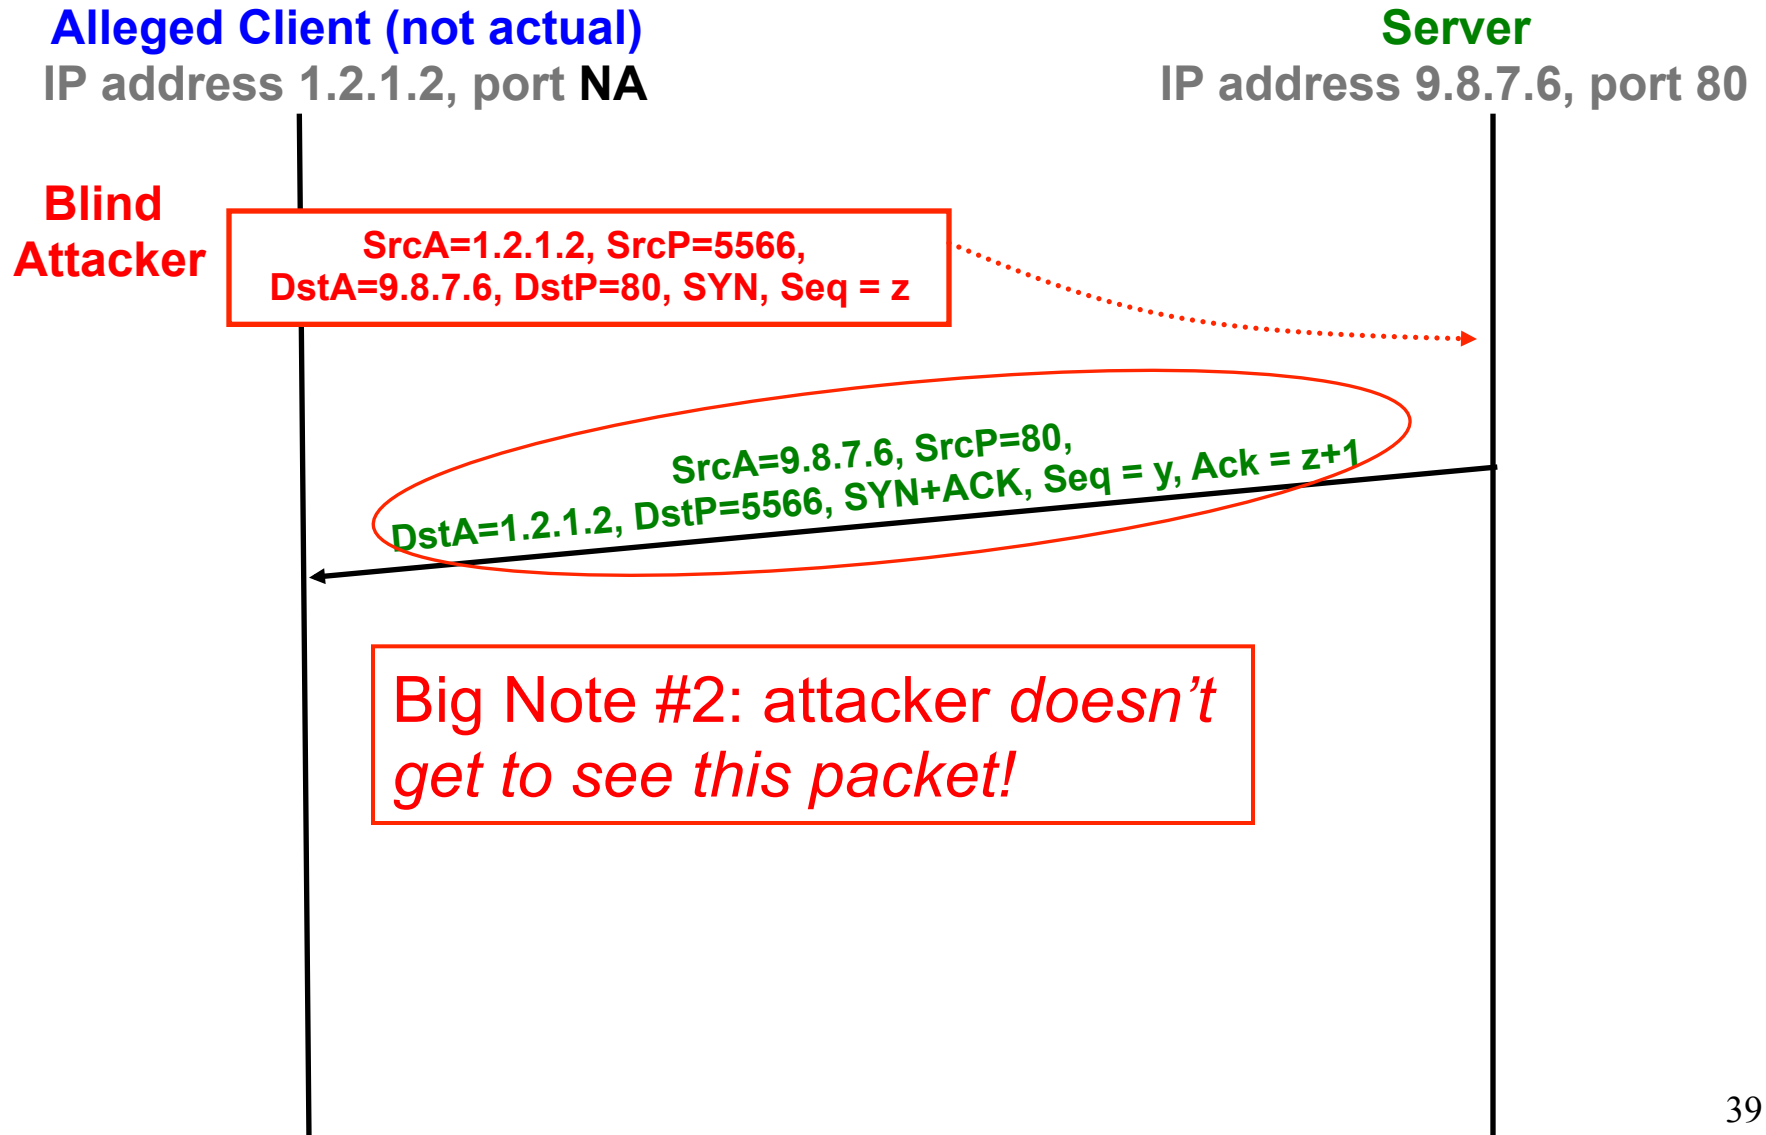 Alleged Client (not actual)
IP address 1.2.1.2, port NA
Server
IP address 9.8.7.6, port 80
Blind
Attacker
SrcA=1.2.1.2, SrcP=5566,
DstA=9.8.7.6, DstP=80, SYN, Seq = z
SrcA=9.8.7.6, SrcP=80,
DstA=1.2.1.2, DstP=5566, SYN+ACK, Seq = y, Ack = z+1
Big Note #2: attacker doesn’t
get to see this packet!
39